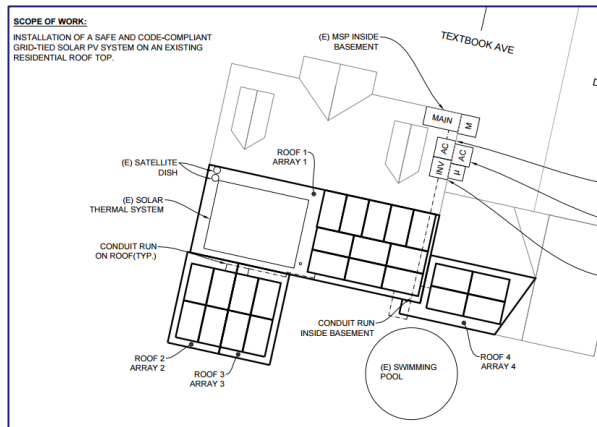 SCOPE OF WORK:
INSTALLATION OF A SAFE AND CODE-COMPLIANT
GRID-TIED SOLAR PV SYSTEM ON AN EXISTING
RESIDENTIAL ROOF TOP.
(E) MSP INSIDE
BASEMENT
TEXTBOOK AVE
MAIN
M
AC
AC
INV
µ
ROOF 1
ARRAY 1
(E) SATELLITE
DISH
(E) SOLAR
THERMAL SYSTEM
CONDUIT RUN
ON ROOF(TYP.)
CONDUIT RUN
INSIDE BASEMENT
ROOF 2
ARRAY 2
ROOF 3
ARRAY 3
(E) SWIMMING
POOL
ROOF 4
ARRAY 4